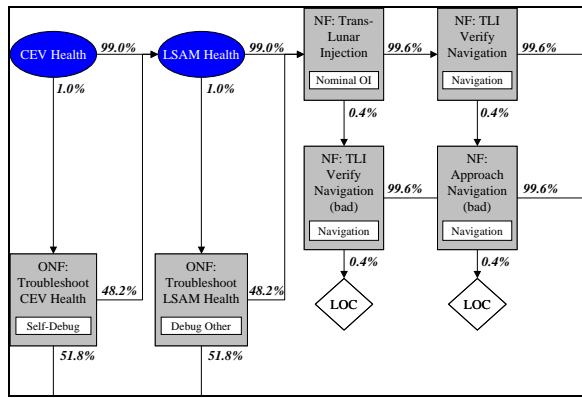 CEV Health
99.0%
LSAM Health
99.0%
NF: Trans-
Lunar
Injection
Nominal OI
99.6%
NF: TLI
Verify
Navigation
Navigation
99.6%
1.0%
1.0%
0.4%
0.4%
NF: TLI
Verify
Navigation
(bad)
Navigation
99.6%
NF:
Approach
Navigation
(bad)
Navigation
99.6%
0.4%
0.4%
ONF:
Troubleshoot
CEV Health
Self-Debug
48.2%
ONF:
Troubleshoot
LSAM Health
Debug Other
48.2%
LOC
LOC
51.8%
51.8%